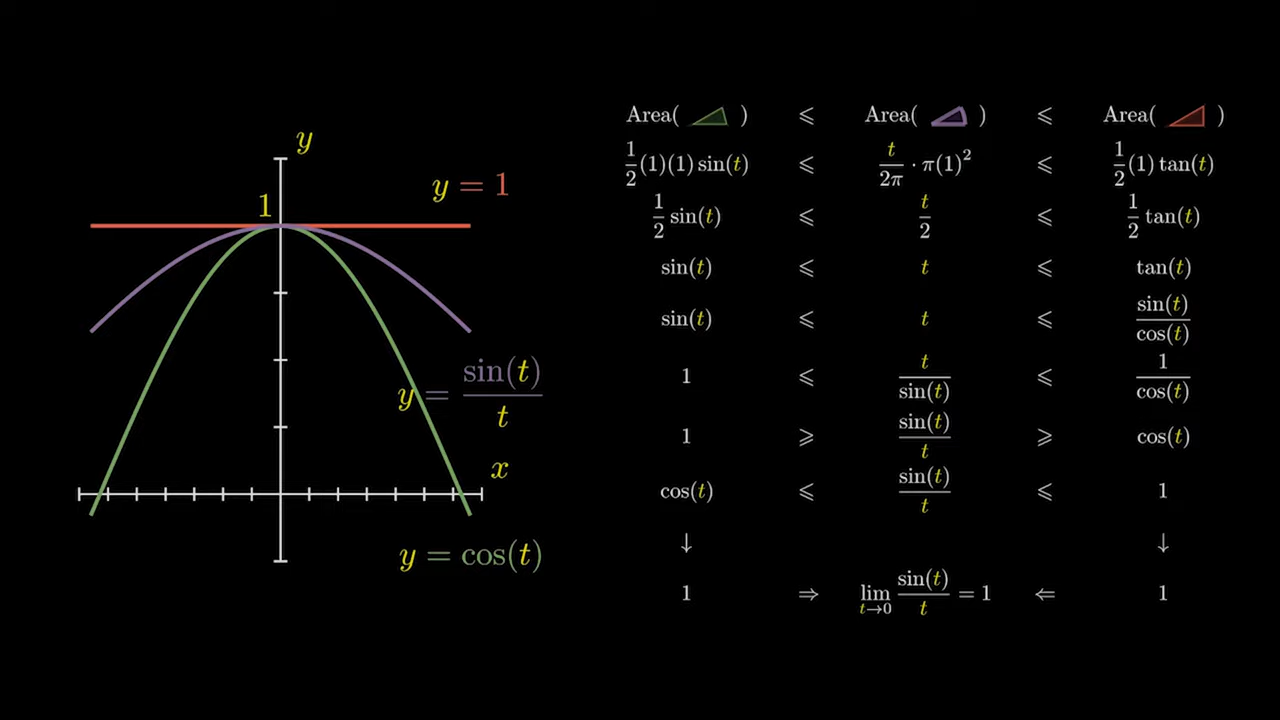 y
y = 1
1
y = sin(t)/t
x
y = cos(t)
Area( ) ⩽ Area( ) ⩽ Area( )
1/2 (1)(1) sin(t) ⩽ t/2π · π(1)² ⩽ 1/2 (1) tan(t)
1/2 sin(t) ⩽ t/2 ⩽ 1/2 tan(t)
sin(t) ⩽ t ⩽ tan(t)
sin(t) ⩽ t ⩽ sin(t)/cos(t)
1 ⩽ t/sin(t) ⩽ 1/cos(t)
1 ⩾ sin(t)/t ⩾ cos(t)
cos(t) ⩽ sin(t)/t ⩽ 1
↓ ↓
1 ⇒ lim t→0 sin(t)/t = 1 ⇐ 1